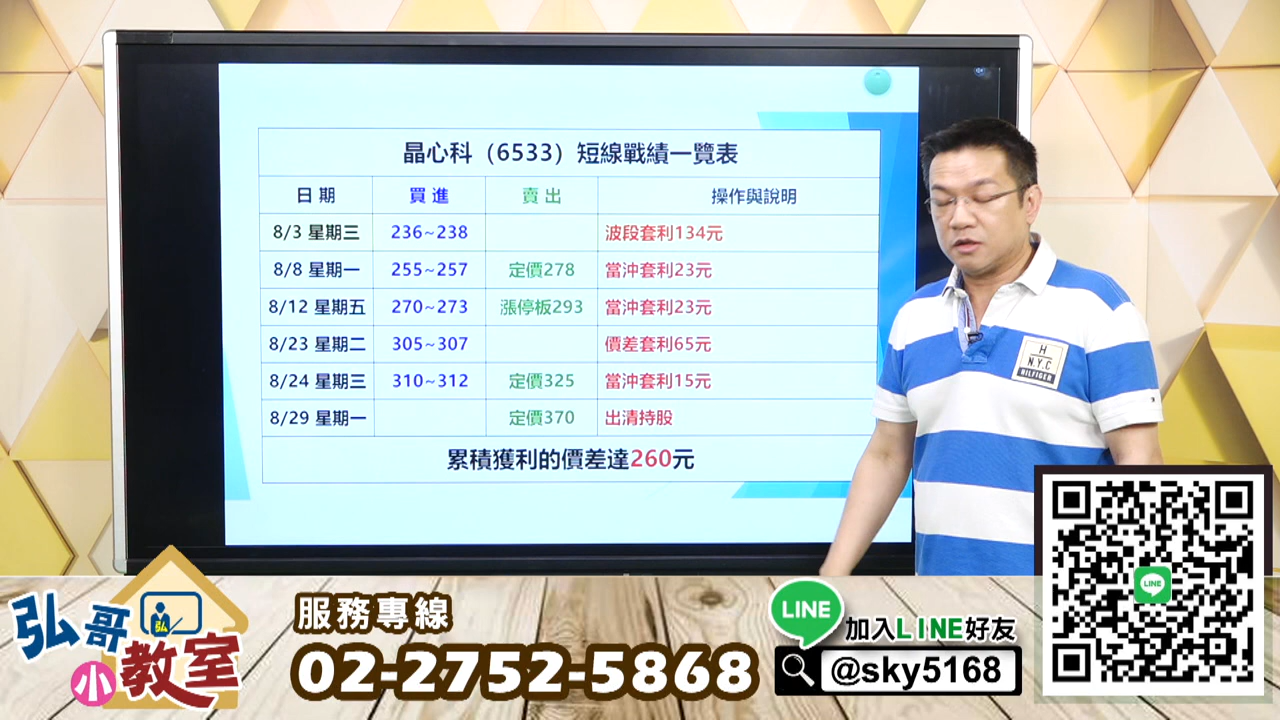 晶心科（6533）短線戰績一覽表
日期 買進 賣出 操作與說明
8/3 星期三 236~238 波段套利134元
8/8 星期一 255~257 定價278 當沖套利23元
8/12 星期五 270~273 漲停板293 當沖套利23元
8/23 星期二 305~307 價差套利65元
8/24 星期三 310~312 定價325 當沖套利15元
8/29 星期一 定價370 出清持股
累積獲利的價差達260元
H
N.Y.C
HILFIGER
弘
弘哥
小教室
服務專線
02-2752-5868
LINE
加入LINE好友
@sky5168
LINE